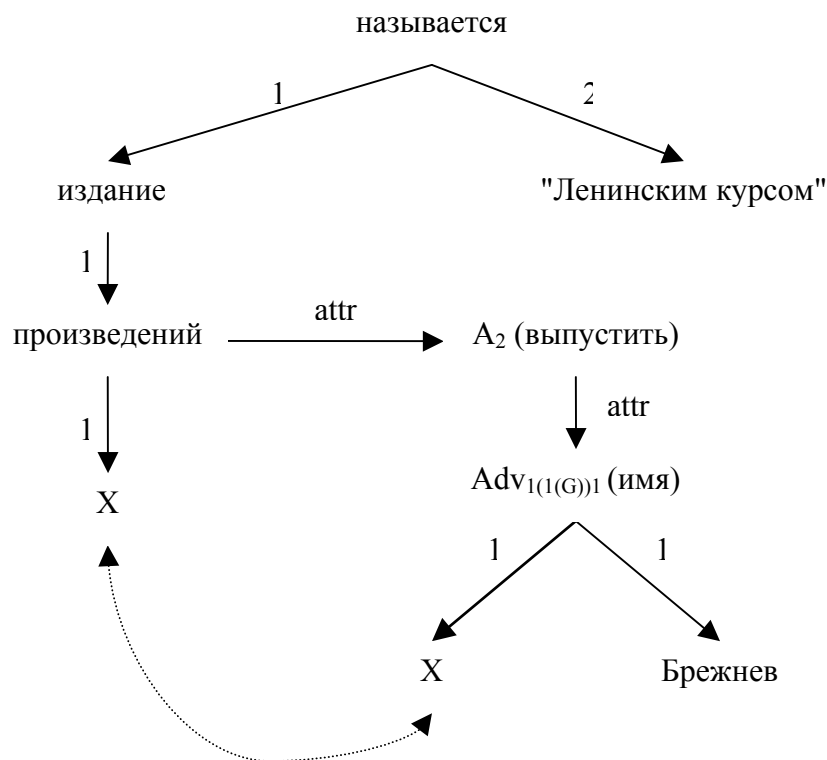 называется
1 2
издание "Ленинским курсом"
1
произведений attr A₂ (выпустить)
1 attr
X Adv₁₍₁₍G₎₎₁ (имя)
1 1
X Брежнев